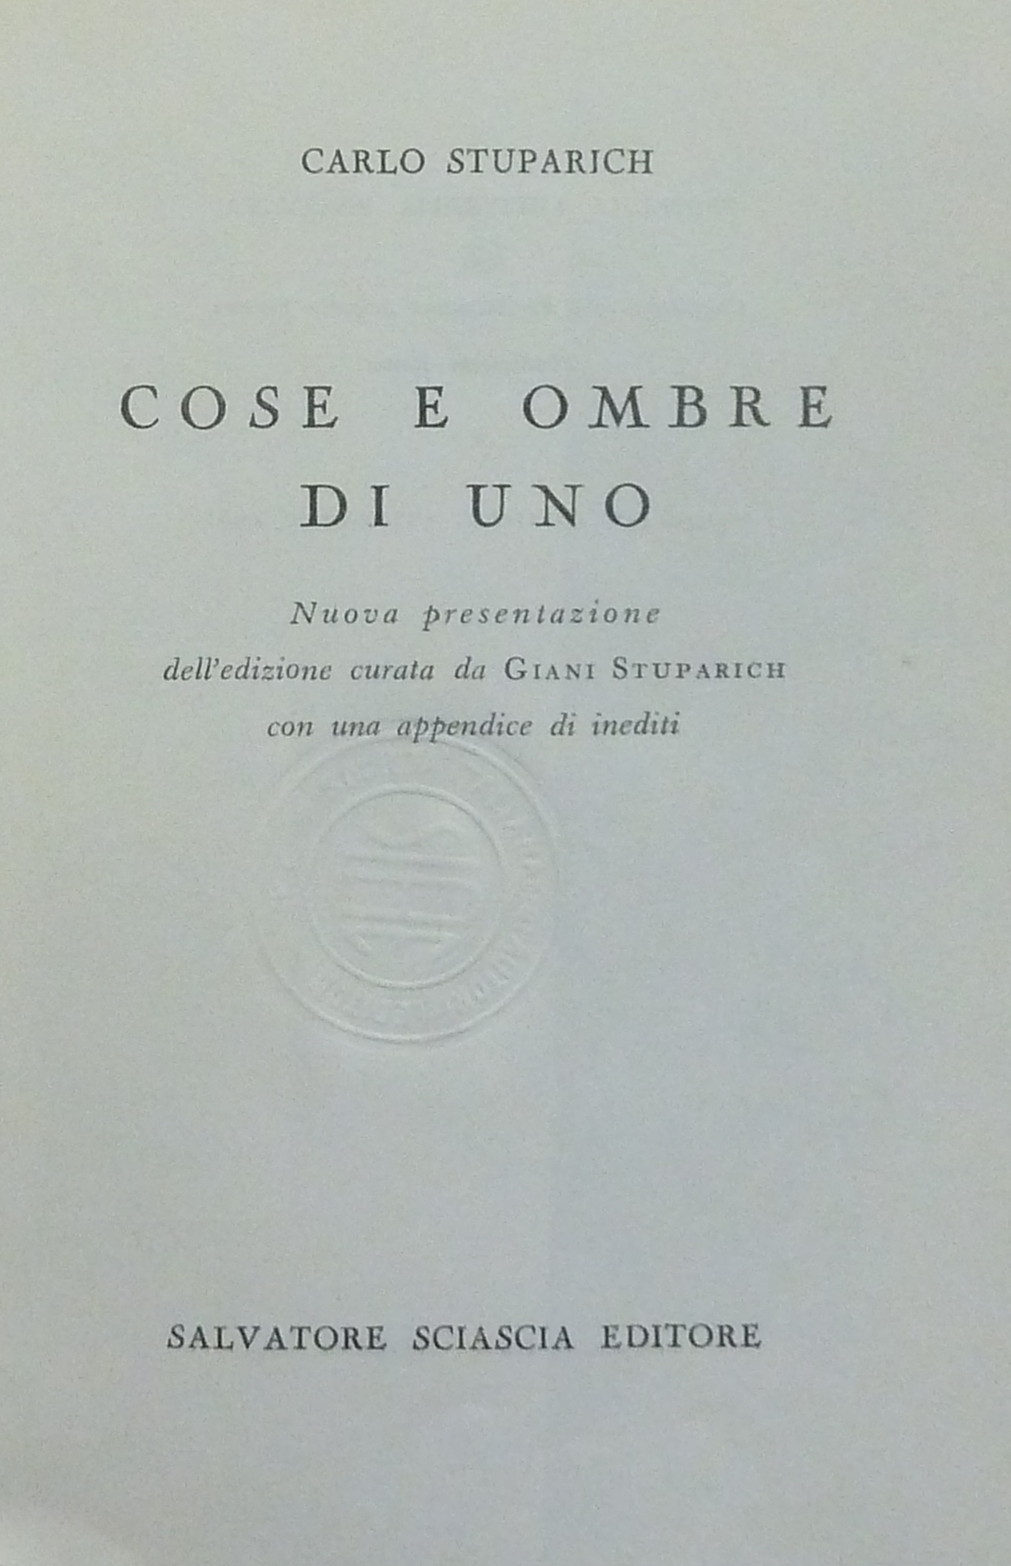 CARLO STUPARICH
COSE E OMBRE
DI UNO
Nuova presentazione
dell'edizione curata da GIANI STUPARICH
con una appendice di inediti
SALVATORE SCIASCIA EDITORE